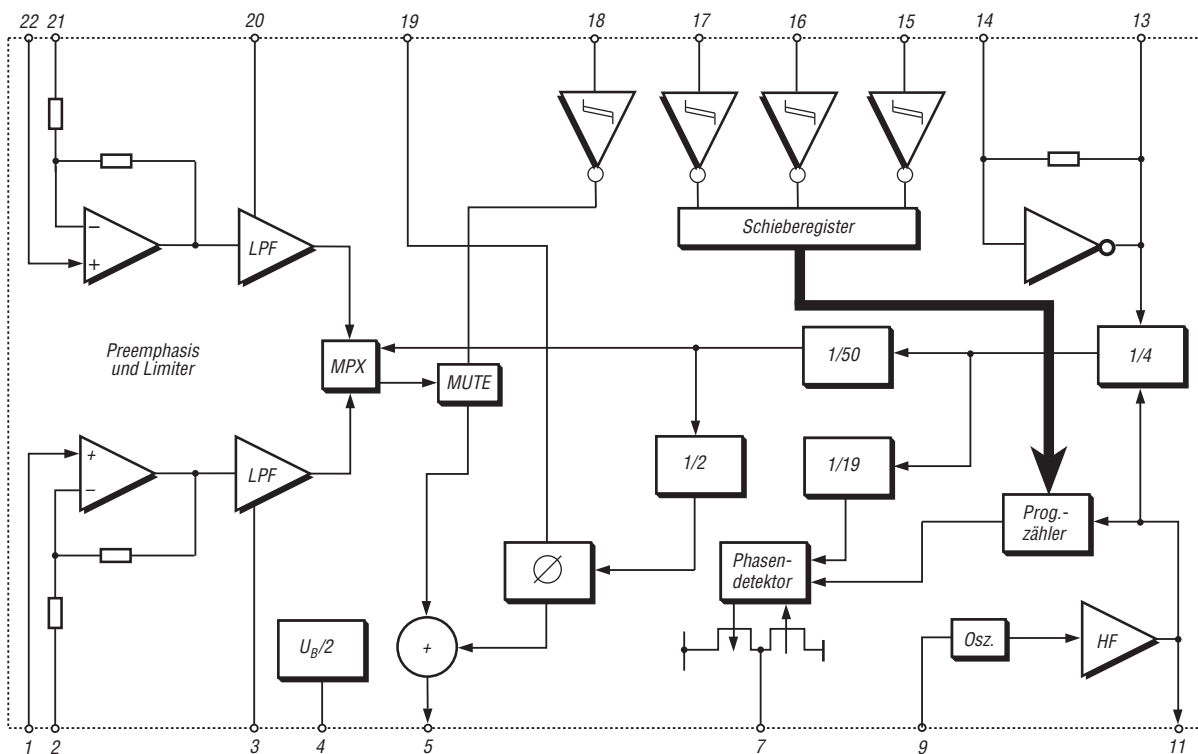 22 21 20 19 18 17 16 15 14 13
Schieberegister
−
+
LPF
Preemphasis
und Limiter
MPX
MUTE
1/50
1/4
+
−
LPF
1/2
1/19
Prog.-
zähler
Phasen-
detektor
∅
U_B/2
+
Osz.
HF
1 2 3 4 5 7 9 11